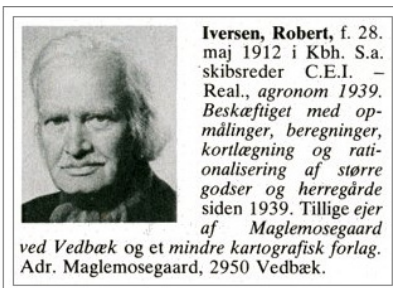 Iversen, Robert, f. 28.
maj 1912 i Kbh. S.a.
skibsreder C.E.I. –
Real., agronom 1939.
Beskæftiget med op-
målinger, beregninger,
kortlægning og rati-
onalisering af større
godser og herregårde
siden 1939. Tillige ejer
af Maglemosegaard
ved Vedbæk og et mindre kartografisk forlag.
Adr. Maglemosegaard, 2950 Vedbæk.